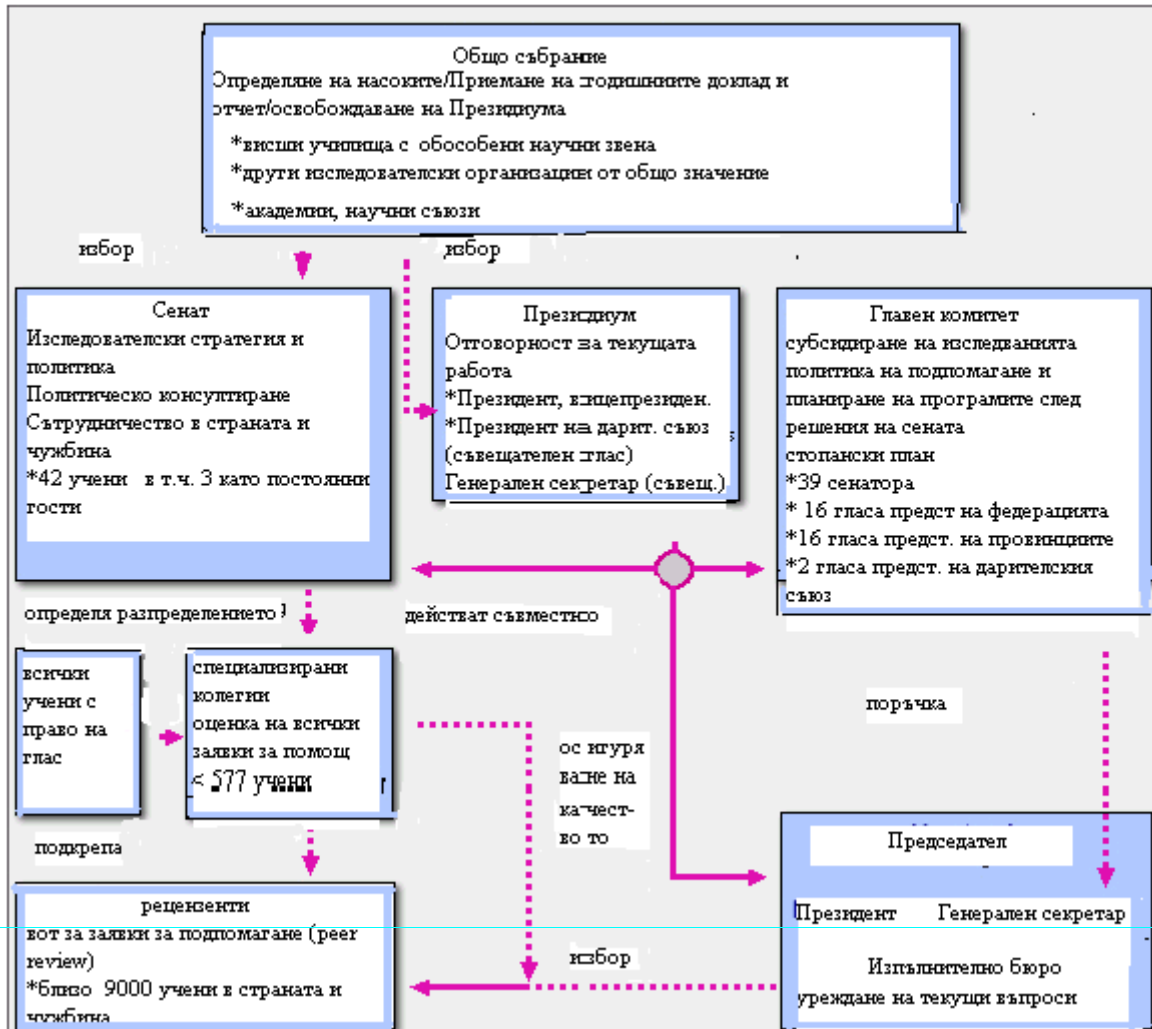 Общо събрание
Определяне на насоките/Приемане на годишните доклад и
отчет/освобождаване на Президиума
*висши училища с обособени научни звена
*други изследователски организации от общо значение
*академии, научни съюзи
избор
избор
Сенат
Изследователски стратегия и
политика
Политическо консултиране
Сътрудничество в страната и
чужбина
*42 учени в т.ч. 3 като постоянни
гости
Президиум
Отговорност за текущата
работа
*Президент, вицепрезиден.
*Президент на дарит. съюз
(съвещателен глас)
Генерален секретар (съвещ.)
Главен комитет
субсидиране на изследванията
политика на подпомагане и
планиране на програмите след
решения на сената
стопански план
*39 сенатора
* 16 гласа предст на федерацията
*16 гласа предст. на провинциите
*2 гласа предст. на дарителския
съюз
определя разпределението
действат съвместно
всички
учени с
право на
глас
специализирани
колегии
оценка на всички
заявки за помощ
< 577 учени
поръчка
ос игуря
ване на
качест-
во то
подкрепа
рецензенти
вот за заявки за подпомагане (peer
review)
*близо 9000 учени в страната и
чужбина
избор
Председател
Президент Генерален секретар
Изпълнително бюро
уреждане на текущи въпроси